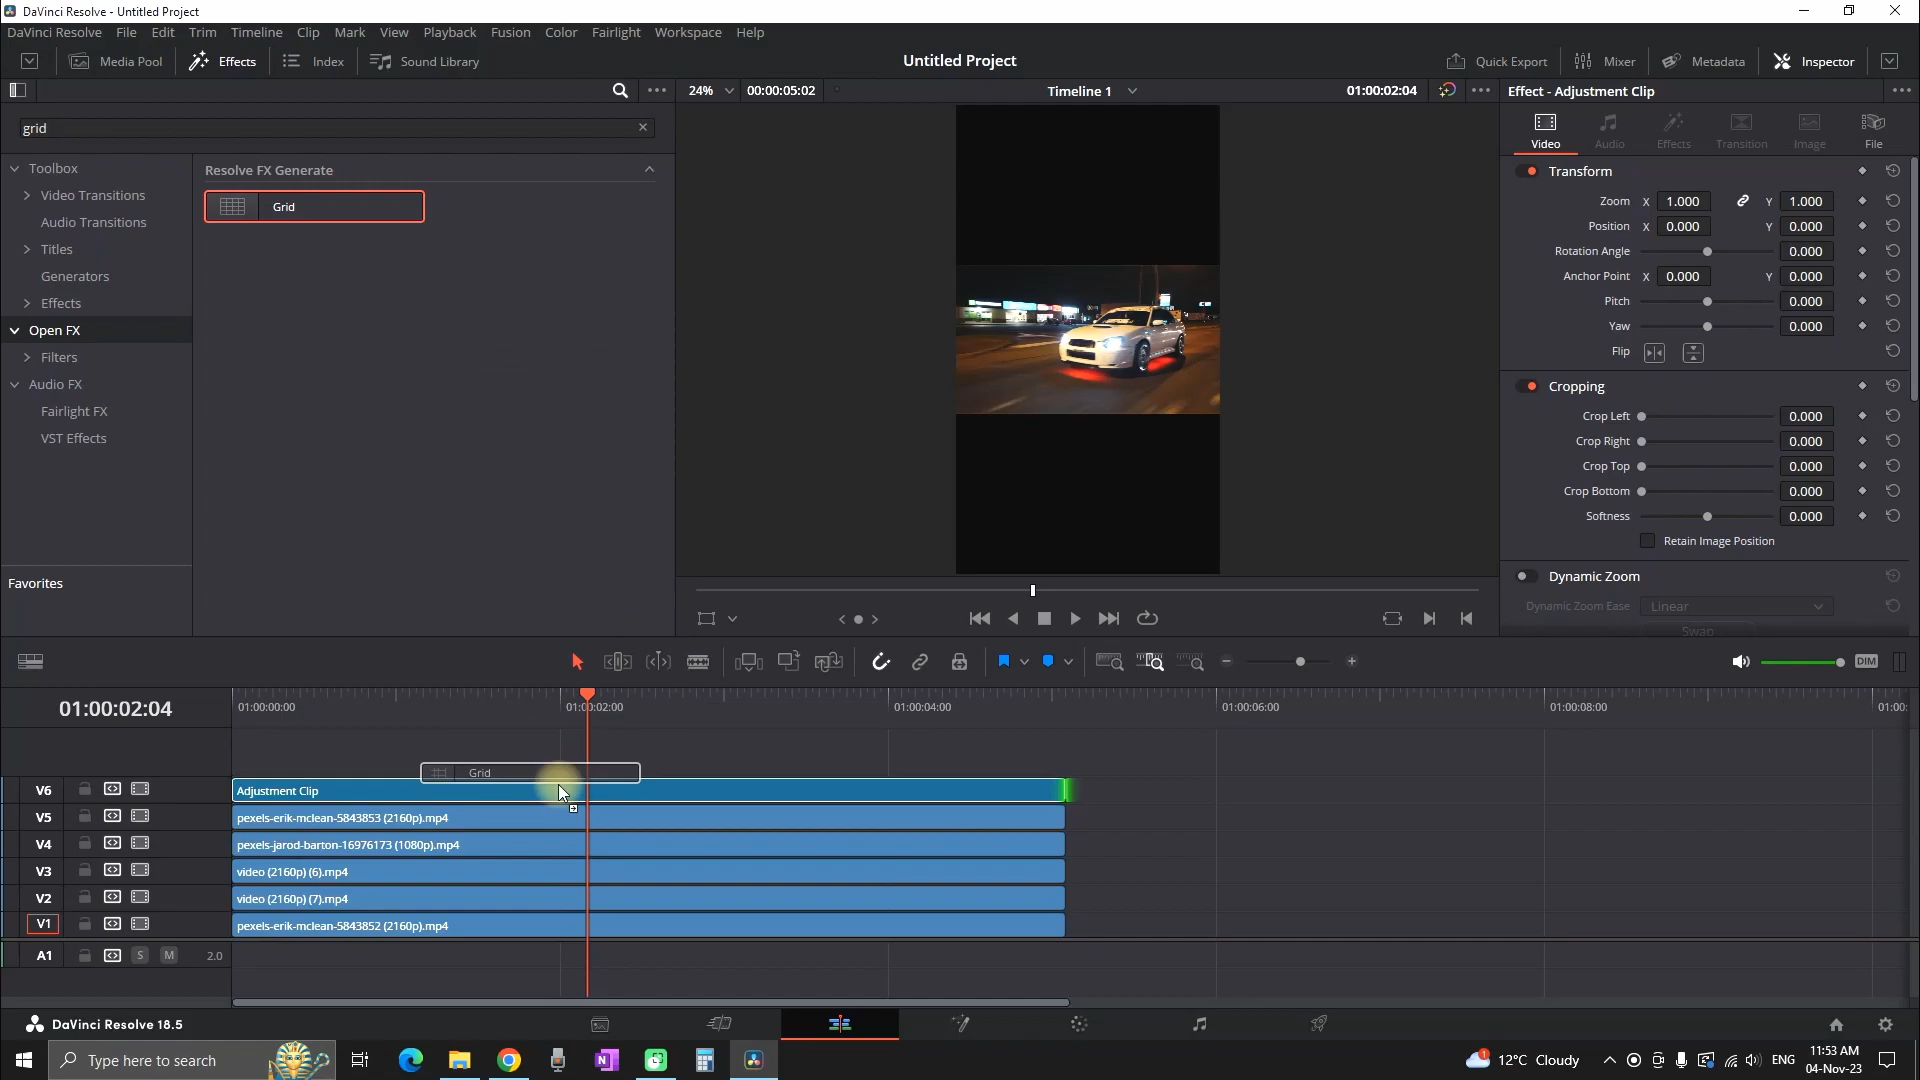 DaVinci Resolve - Untitled Project
DaVinci Resolve File Edit Trim Timeline Clip Mark View Playback Fusion Color Fairlight Workspace Help
Media Pool Effects Index Sound Library
Untitled Project
Quick Export Mixer Metadata Inspector
24% 00:00:05:02 Timeline 1 01:00:02:04
Effect - Adjustment Clip
grid
Toolbox
Video Transitions
Audio Transitions
Titles
Generators
Effects
Open FX
Filters
Audio FX
Fairlight FX
VST Effects
Favorites
Resolve FX Generate
Grid
Video Audio Effects Transition Image File
Transform
Zoom X 1.000 Y 1.000
Position X 0.000 Y 0.000
Rotation Angle 0.000
Anchor Point X 0.000 Y 0.000
Pitch 0.000
Yaw 0.000
Flip
Cropping
Crop Left 0.000
Crop Right 0.000
Crop Top 0.000
Crop Bottom 0.000
Softness 0.000
Retain Image Position
Dynamic Zoom
Dynamic Zoom Ease Linear
Swap
DIM
01:00:02:04
01:00:00:00 01:00:02:00 01:00:04:00 01:00:06:00 01:00:08:00 01:00:
Grid
V6 Adjustment Clip
V5 pexels-erik-mclean-5843853 (2160p).mp4
V4 pexels-jarod-barton-16976173 (1080p).mp4
V3 video (2160p) (6).mp4
V2 video (2160p) (7).mp4
V1 pexels-erik-mclean-5843852 (2160p).mp4
A1 S M 2.0
DaVinci Resolve 18.5
Type here to search
1 12°C Cloudy ENG 11:53 AM
04-Nov-23